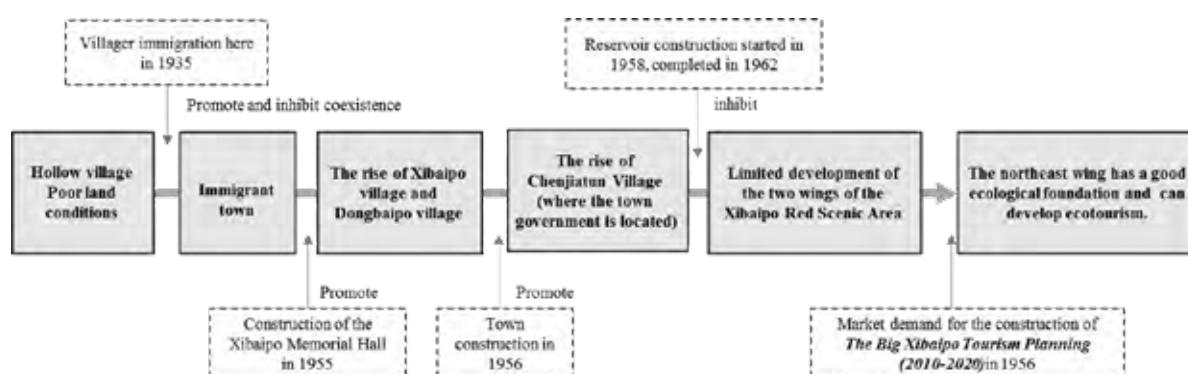 Villager immigration here
in 1935
Reservoir construction started in
1958, completed in 1962
Promote and inhibit coexistence
inhibit
Hollow village
Poor land
conditions
Immigrant
town
The rise of Xibaipo
village and
Dongbaipo village
The rise of
Chenjiatun Village
(where the town
government is located)
Limited development of
the two wings of the
Xibaipo Red Scenic Area
The northeast wing has a good
ecological foundation and can
develop ecotourism.
Promote
Promote
Construction of the
Xibaipo Memorial Hall
in 1955
Town
construction in
1956
Market demand for the construction of
The Big Xibaipo Tourism Planning
(2010-2020)in 1956